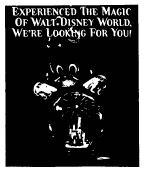 EXPERIENCED THE MAGIC
OF WALT DISNEY WORLD,
WE'RE LOOKING FOR YOU!